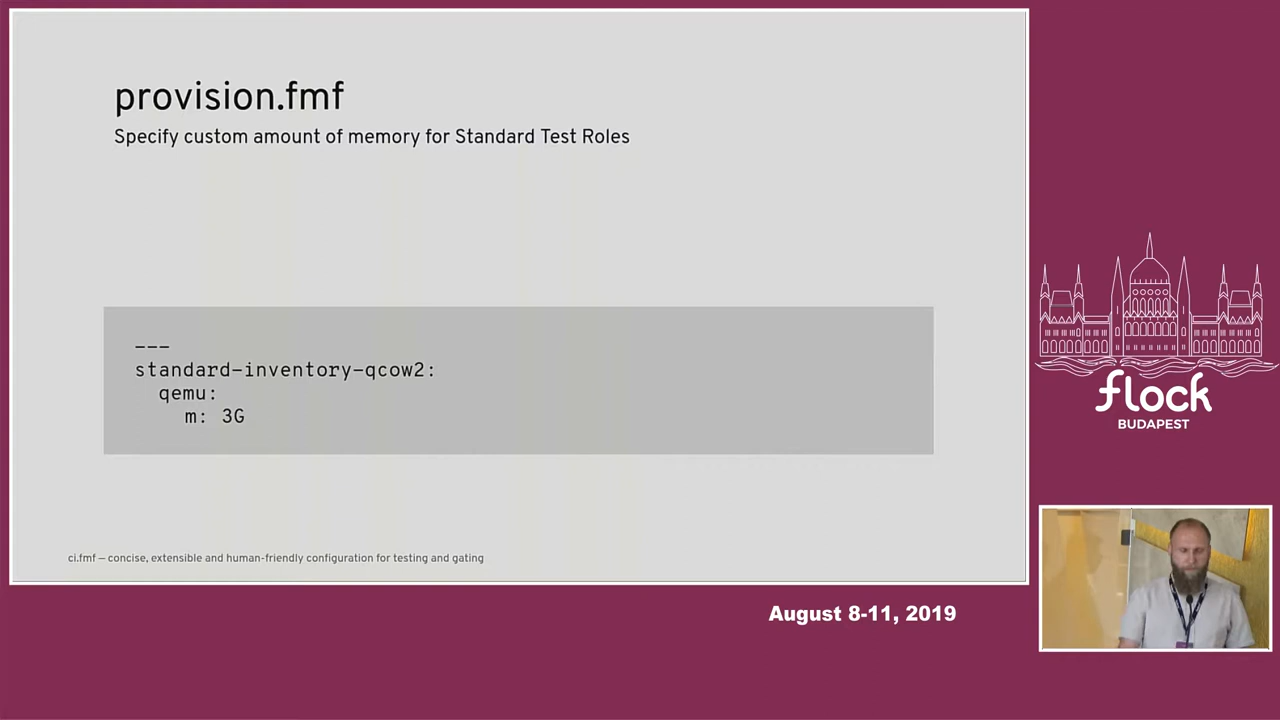 provision.fmf
Specify custom amount of memory for Standard Test Roles
---
standard-inventory-qcow2:
  qemu:
    m: 3G
ci.fmf – concise, extensible and human-friendly configuration for testing and gating
flock
BUDAPEST
August 8-11, 2019